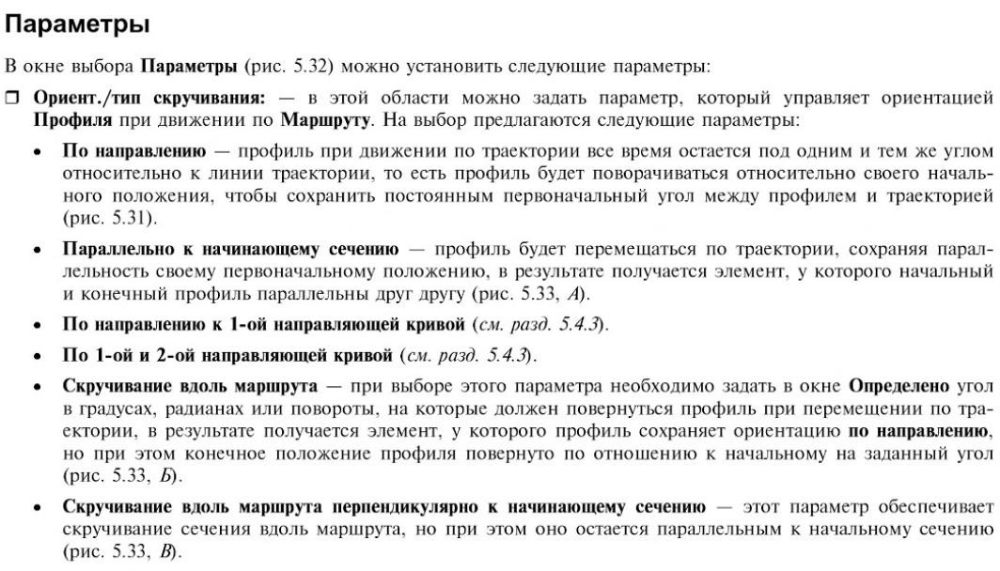 Параметры
В окне выбора Параметры (рис. 5.32) можно установить следующие параметры:
❒ Ориент./тип скручивания: — в этой области можно задать параметр, который управляет ориентацией
Профиля при движении по Маршруту. На выбор предлагаются следующие параметры:
• По направлению — профиль при движении по траектории все время остается под одним и тем же углом
относительно к линии траектории, то есть профиль будет поворачиваться относительно своего началь-
ного положения, чтобы сохранить постоянным первоначальный угол между профилем и траекторией
(рис. 5.31).
• Параллельно к начинающему сечению — профиль будет перемещаться по траектории, сохраняя парал-
лельность своему первоначальному положению, в результате получается элемент, у которого начальный
и конечный профиль параллельны друг другу (рис. 5.33, А).
• По направлению к 1-ой направляющей кривой (см. разд. 5.4.3).
• По 1-ой и 2-ой направляющей кривой (см. разд. 5.4.3).
• Скручивание вдоль маршрута — при выборе этого параметра необходимо задать в окне Определено угол
в градусах, радианах или повороты, на которые должен повернуться профиль при перемещении по тра-
ектории, в результате получается элемент, у которого профиль сохраняет ориентацию по направлению,
но при этом конечное положение профиля повернуто по отношению к начальному на заданный угол
(рис. 5.33, Б).
• Скручивание вдоль маршрута перпендикулярно к начинающему сечению — этот параметр обеспечивает
скручивание сечения вдоль маршрута, но при этом оно остается параллельным к начальному сечению
(рис. 5.33, В).